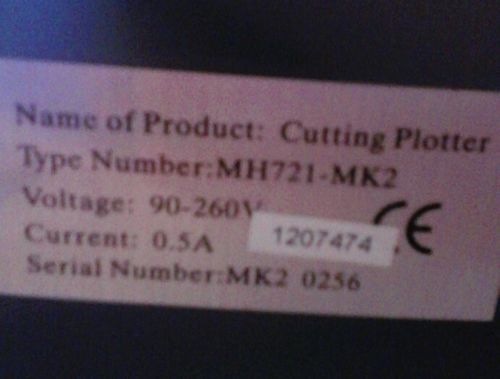 Name of Product: Cutting Plotter
Type Number:MH721-MK2
Voltage: 90-260V
CE
Current: 0.5A
1207474
Serial Number:MK2 0256